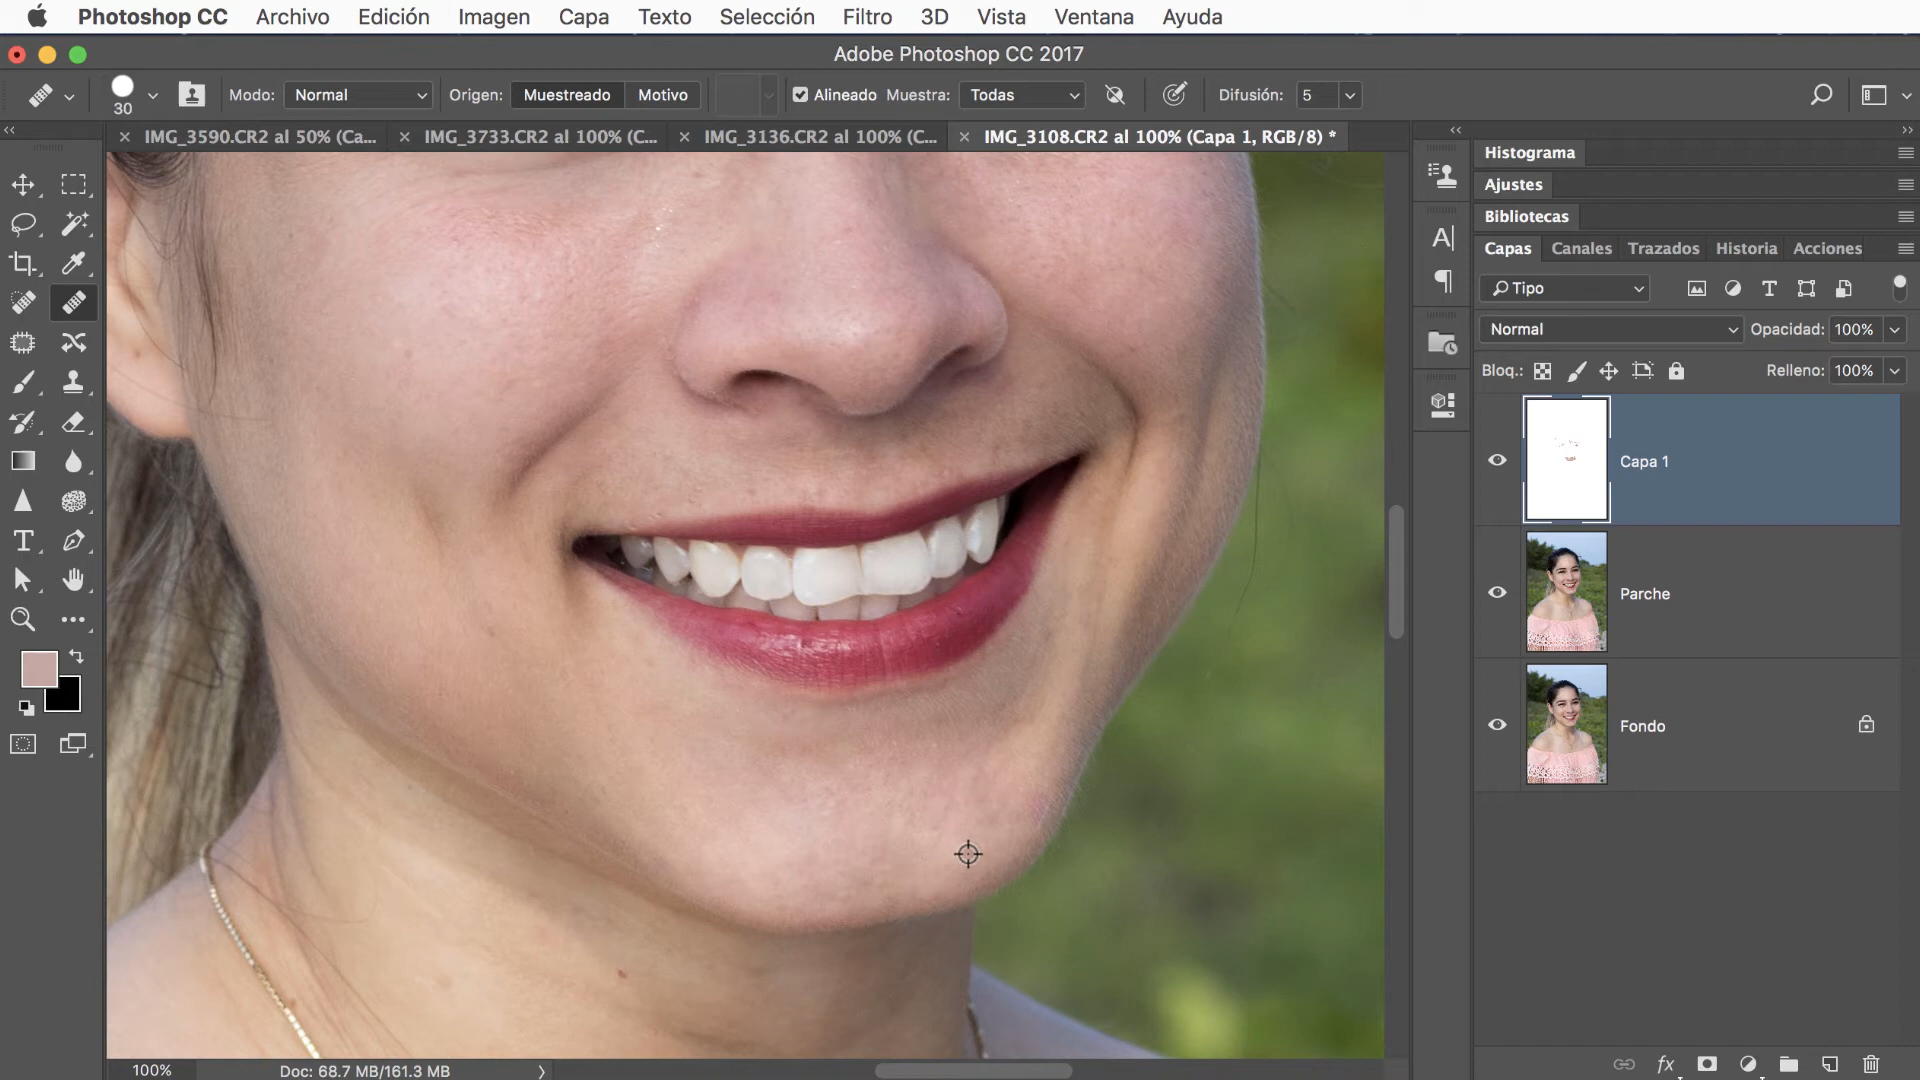 Photoshop CC Archivo Edición Imagen Capa Texto Selección Filtro 3D Vista Ventana Ayuda
Adobe Photoshop CC 2017
30 Modo: Normal Origen: Muestreado Motivo Alineado Muestra: Todas Difusión: 5
IMG_3590.CR2 al 50% (Ca... IMG_3733.CR2 al 100% (C... IMG_3136.CR2 al 100% (C... IMG_3108.CR2 al 100% (Capa 1, RGB/8) *
Histograma
Ajustes
Bibliotecas
Capas Canales Trazados Historia Acciones
Tipo
Normal Opacidad: 100%
Bloq.: Relleno: 100%
Capa 1
Parche
Fondo
fx
100% Doc: 68.7 MB/161.3 MB